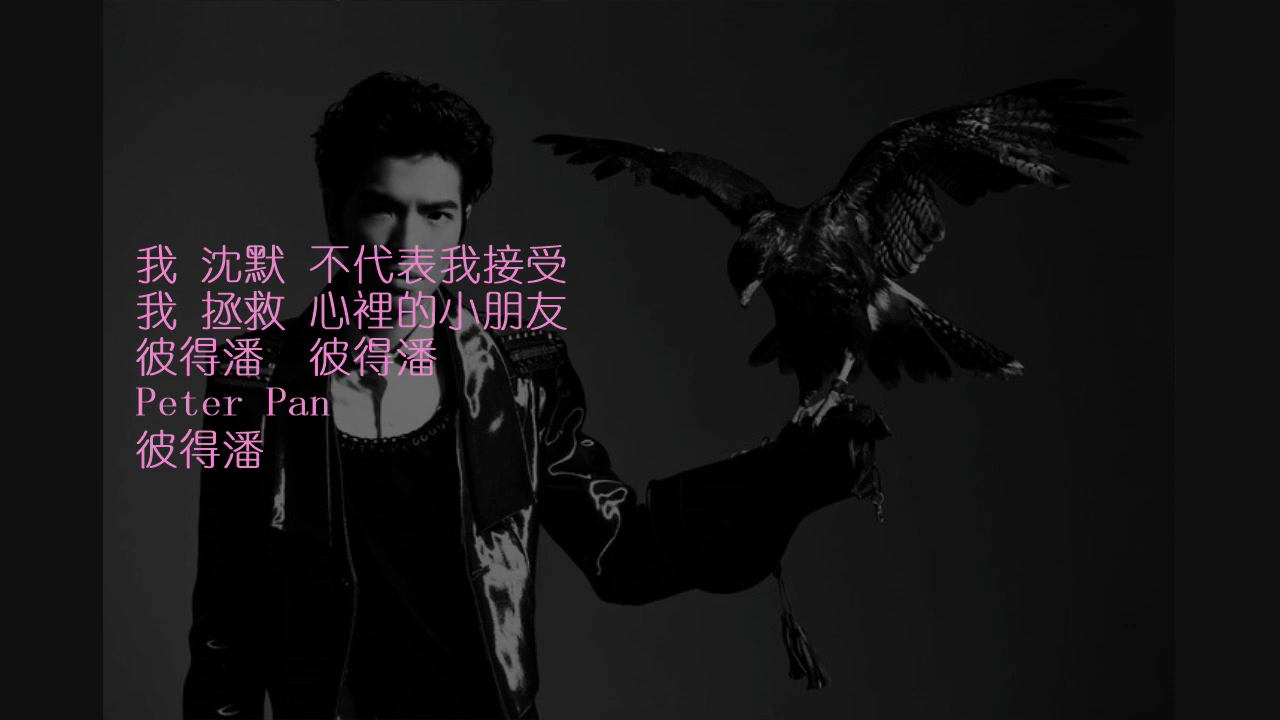 我 沈默 不代表我接受
我 拯救 心裡的小朋友
彼得潘　彼得潘
Peter Pan
彼得潘